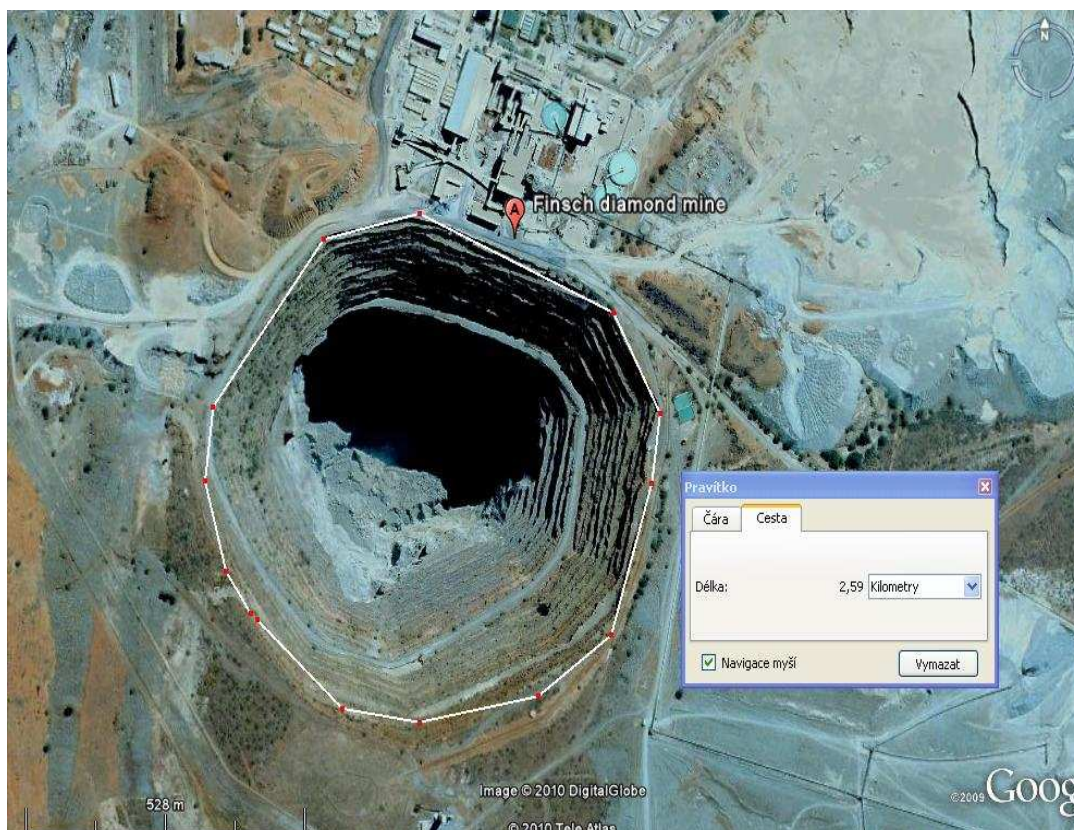 N
A
Finsch diamond mine
Pravítko
Čára
Cesta
Délka:
2,59
Kilometry
Navigace myší
Vymazat
Image © 2010 DigitalGlobe
©2009 Goog
528 m
© 2010 Tele Atlas